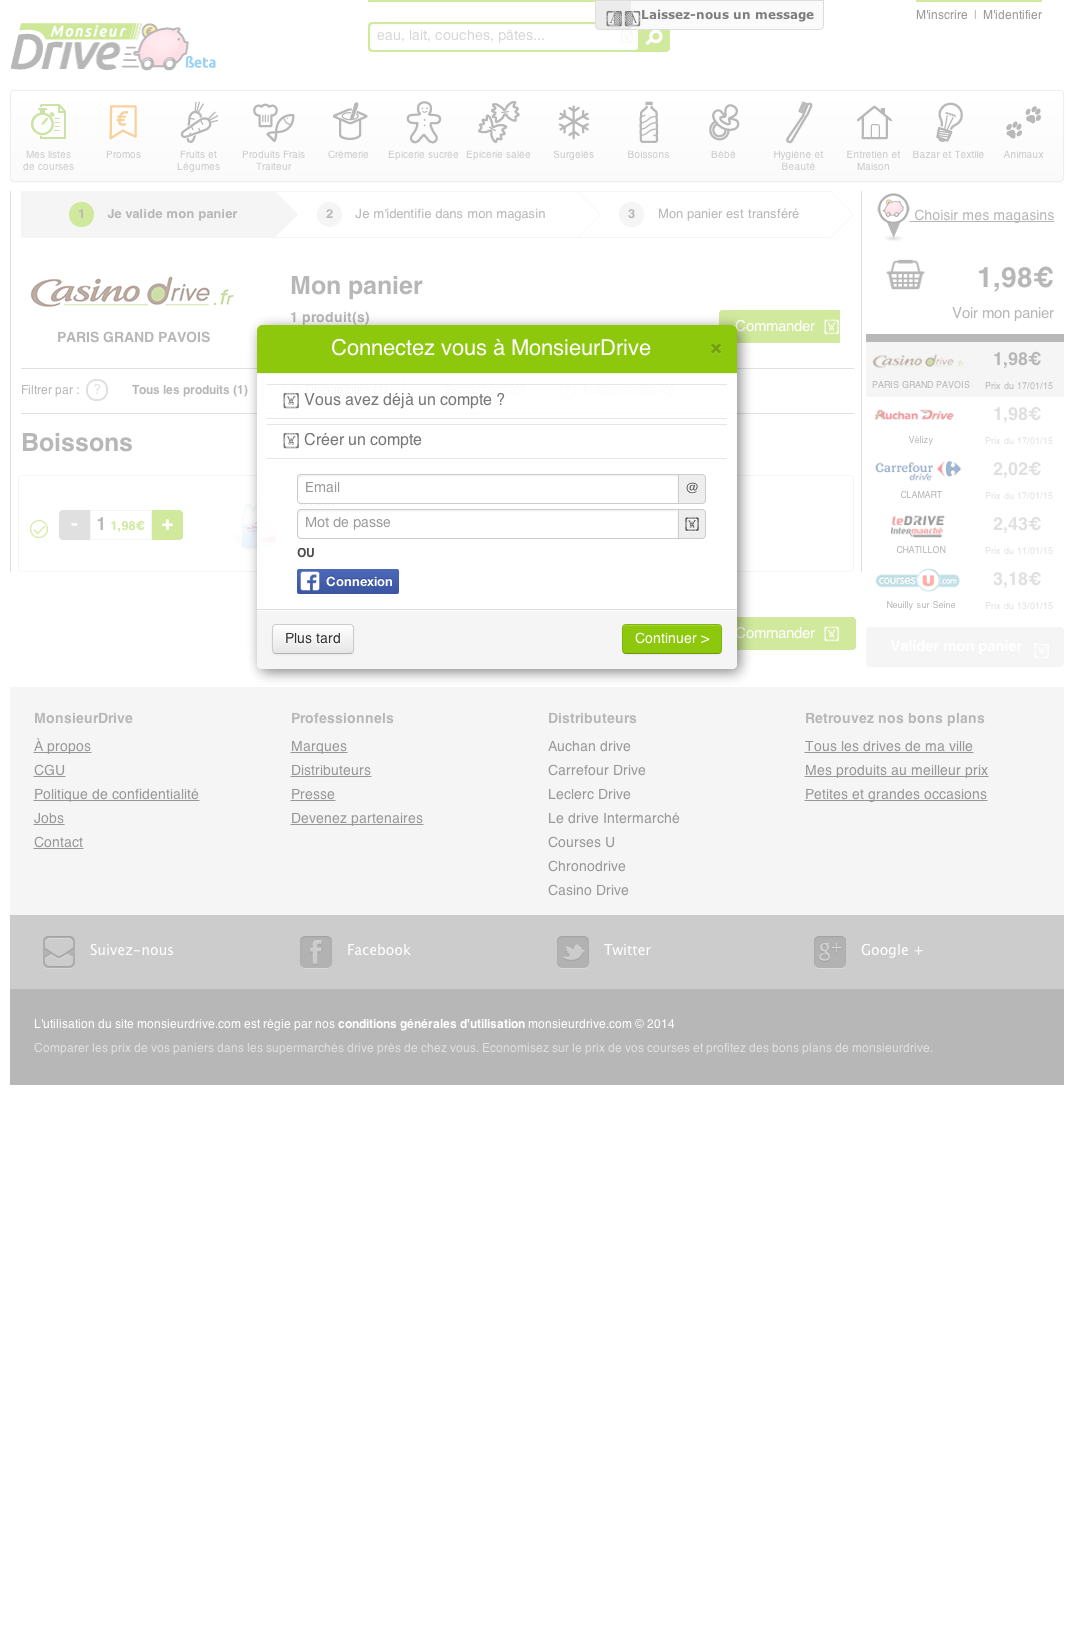 Laissez-nous un message
M'inscrire | M'identifier
Monsieur
Drive
Beta
eau, lait, couches, pâtes...
Mes listes
de courses
Promos
Fruits et
Légumes
Produits Frais
Traiteur
Crèmerie
Epicerie sucrée
Epicerie salée
Surgelés
Boissons
Bébé
Hygiène et
Beauté
Entretien et
Maison
Bazar et Textile
Animaux
1 Je valide mon panier
2 Je m'identifie dans mon magasin
3 Mon panier est transféré
Choisir mes magasins
Casino drive.fr
PARIS GRAND PAVOIS
Mon panier
1 produit(s)
Commander
1,98€
Voir mon panier
Connectez vous à MonsieurDrive ×
Vous avez déjà un compte ?
Créer un compte
Email @
Mot de passe
OU
Connexion
Plus tard
Continuer >
Filtrer par : ? Tous les produits (1)
Boissons
- 1 1,98€ +
Commander
Casino drive.fr 1,98€
PARIS GRAND PAVOIS Prix du 17/01/15
Auchan Drive 1,98€
Vélizy Prix du 17/01/15
Carrefour drive 2,02€
CLAMART Prix du 17/01/15
leDRIVE Intermarché 2,43€
CHATILLON Prix du 11/01/15
coursesU.com 3,18€
Neuilly sur Seine Prix du 13/01/15
Valider mon panier
MonsieurDrive
À propos
CGU
Politique de confidentialité
Jobs
Contact
Professionnels
Marques
Distributeurs
Presse
Devenez partenaires
Distributeurs
Auchan drive
Carrefour Drive
Leclerc Drive
Le drive Intermarché
Courses U
Chronodrive
Casino Drive
Retrouvez nos bons plans
Tous les drives de ma ville
Mes produits au meilleur prix
Petites et grandes occasions
Suivez-nous
Facebook
Twitter
Google +
L'utilisation du site monsieurdrive.com est régie par nos conditions générales d'utilisation monsieurdrive.com © 2014
Comparer les prix de vos paniers dans les supermarchés drive près de chez vous. Economisez sur le prix de vos courses et profitez des bons plans de monsieurdrive.